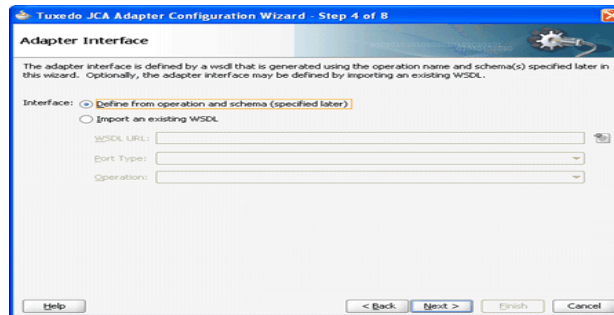 Tuxedo JCA Adapter Configuration Wizard - Step 4 of 8
Adapter Interface
The adapter interface is defined by a wsdl that is generated using the operation name and schema(s) specified later in
this wizard. Optionally, the adapter interface may be defined by importing an existing WSDL.
Interface: Define from operation and schema (specified later)
Import an existing WSDL
WSDL URL:
Port Type:
Operation:
Help < Back Next > Finish Cancel